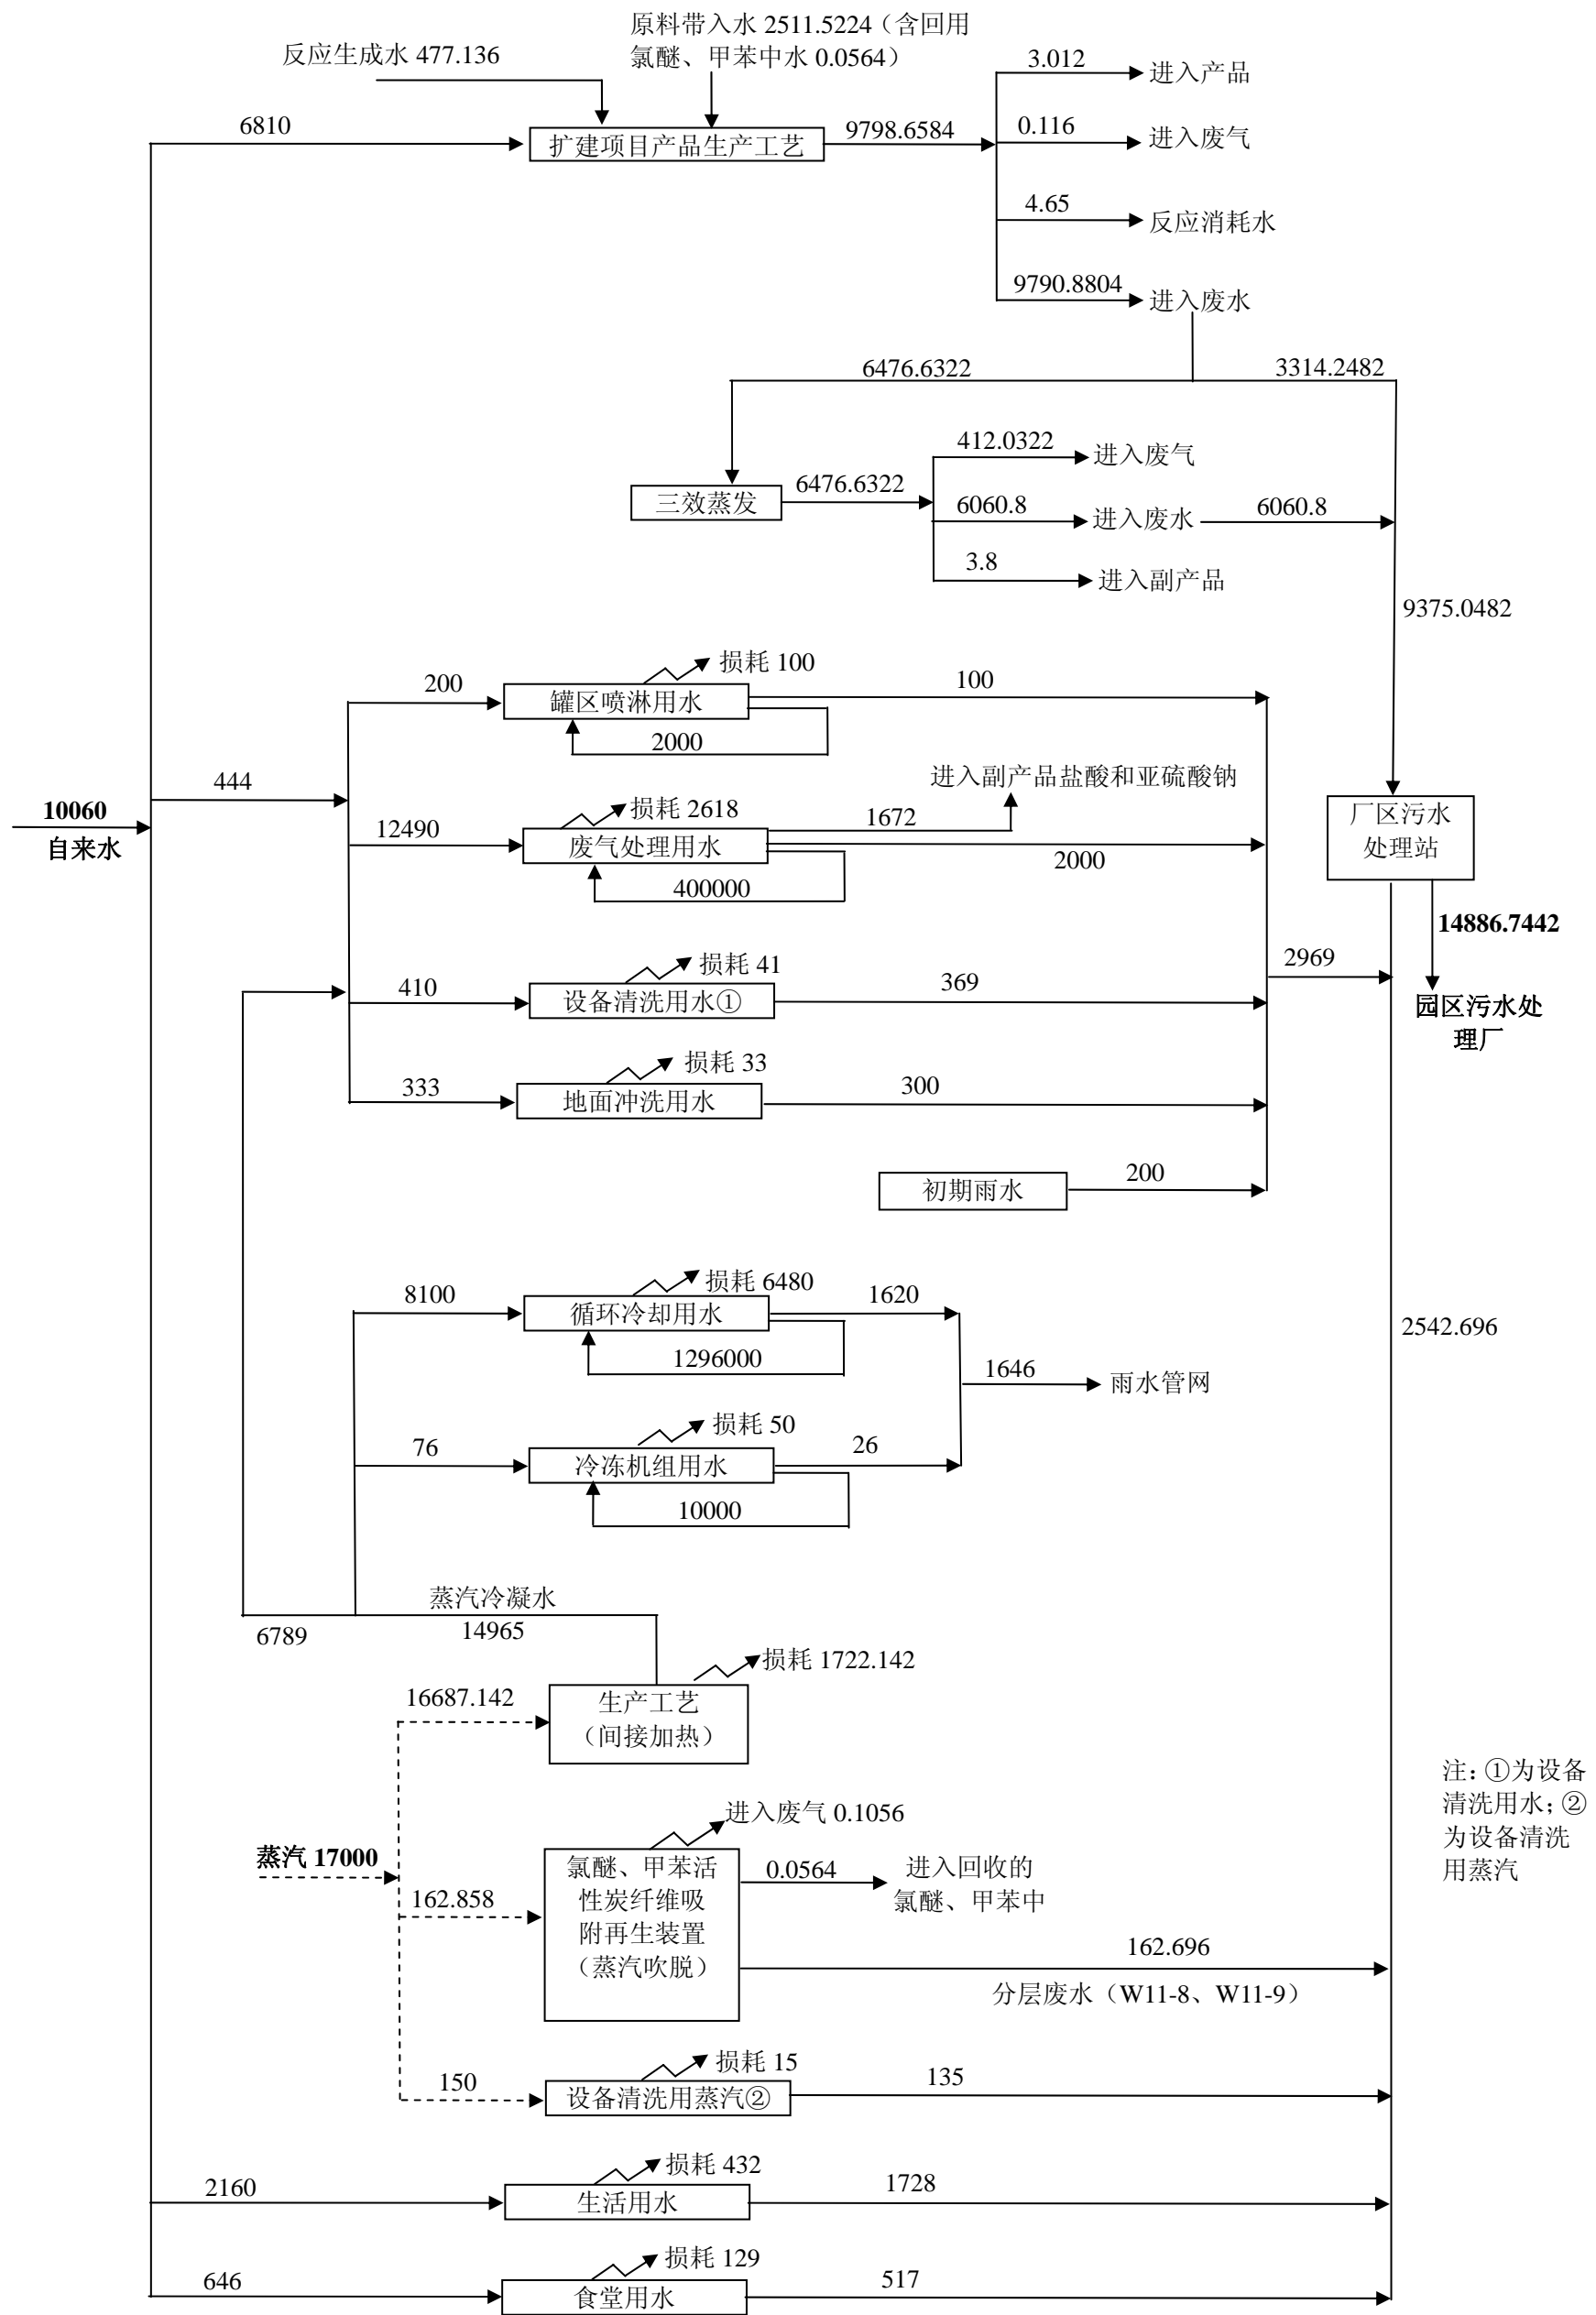 原料带入水 2511.5224（含回用
氯醚、甲苯中水 0.0564）
反应生成水 477.136
3.012
进入产品
6810
扩建项目产品生产工艺
9798.6584
0.116
进入废气
4.65
反应消耗水
9790.8804
进入废水
6476.6322
3314.2482
412.0322
进入废气
三效蒸发
6476.6322
6060.8
进入废水
6060.8
3.8
进入副产品
9375.0482
损耗 100
200
罐区喷淋用水
100
2000
444
进入副产品盐酸和亚硫酸钠
10060
自来水
损耗 2618
1672
12490
废气处理用水
2000
400000
厂区污水
处理站
14886.7442
园区污水处
理厂
损耗 41
2969
410
设备清洗用水①
369
损耗 33
333
地面冲洗用水
300
初期雨水
200
损耗 6480
8100
循环冷却用水
1620
1296000
2542.696
1646
雨水管网
损耗 50
76
冷冻机组用水
26
10000
蒸汽冷凝水
6789
14965
损耗 1722.142
16687.142
生产工艺
（间接加热）
注：①为设备
清洗用水；②
为设备清洗
用蒸汽
进入废气 0.1056
蒸汽 17000
162.858
氯醚、甲苯活
性炭纤维吸
附再生装置
（蒸汽吹脱）
0.0564
进入回收的
氯醚、甲苯中
162.696
分层废水（W11-8、W11-9）
损耗 15
150
设备清洗用蒸汽②
135
损耗 432
2160
生活用水
1728
损耗 129
646
食堂用水
517